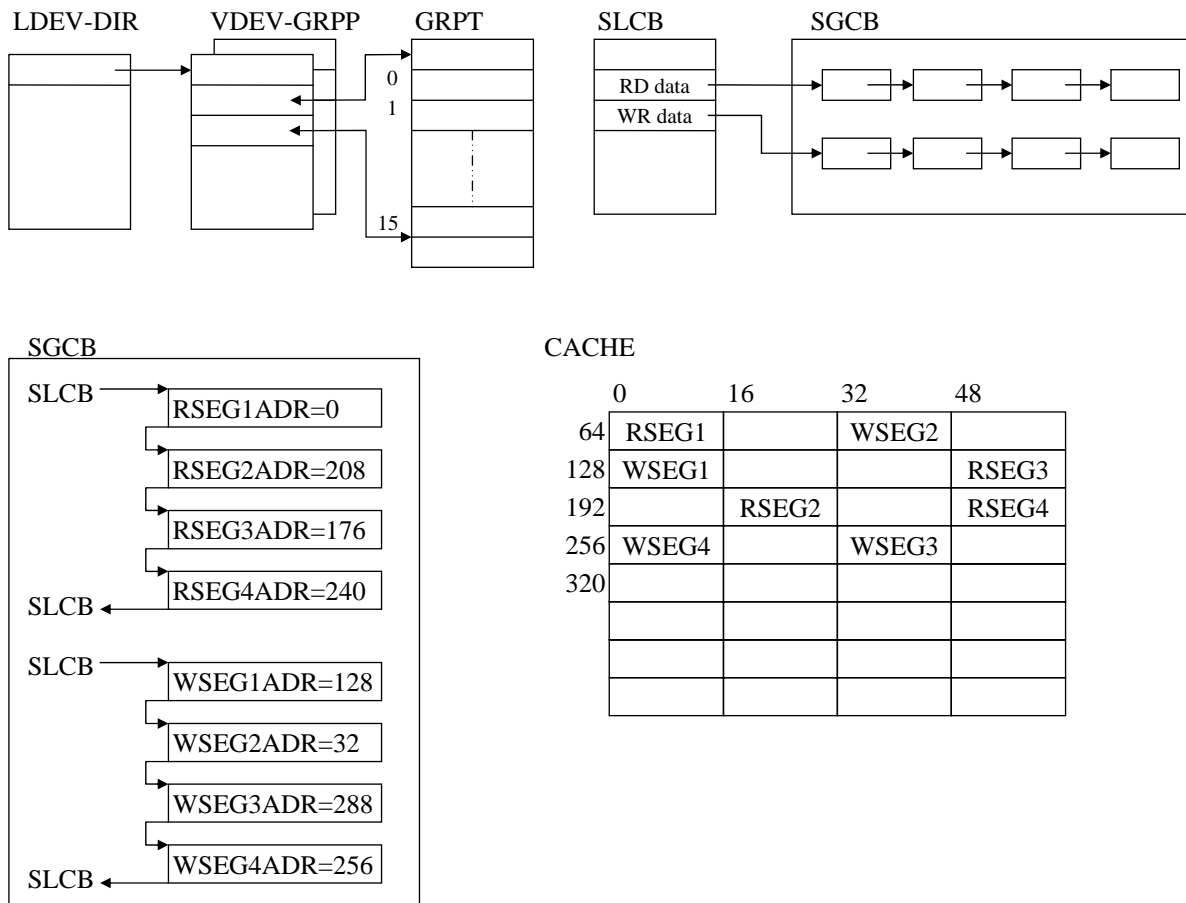 LDEV-DIR VDEV-GRPP GRPT SLCB SGCB
0
1
15
RD data
WR data
SGCB
SLCB
RSEG1ADR=0
RSEG2ADR=208
RSEG3ADR=176
RSEG4ADR=240
SLCB
SLCB
WSEG1ADR=128
WSEG2ADR=32
WSEG3ADR=288
WSEG4ADR=256
SLCB
CACHE
0 16 32 48
64 RSEG1 WSEG2
128 WSEG1 RSEG3
192 RSEG2 RSEG4
256 WSEG4 WSEG3
320